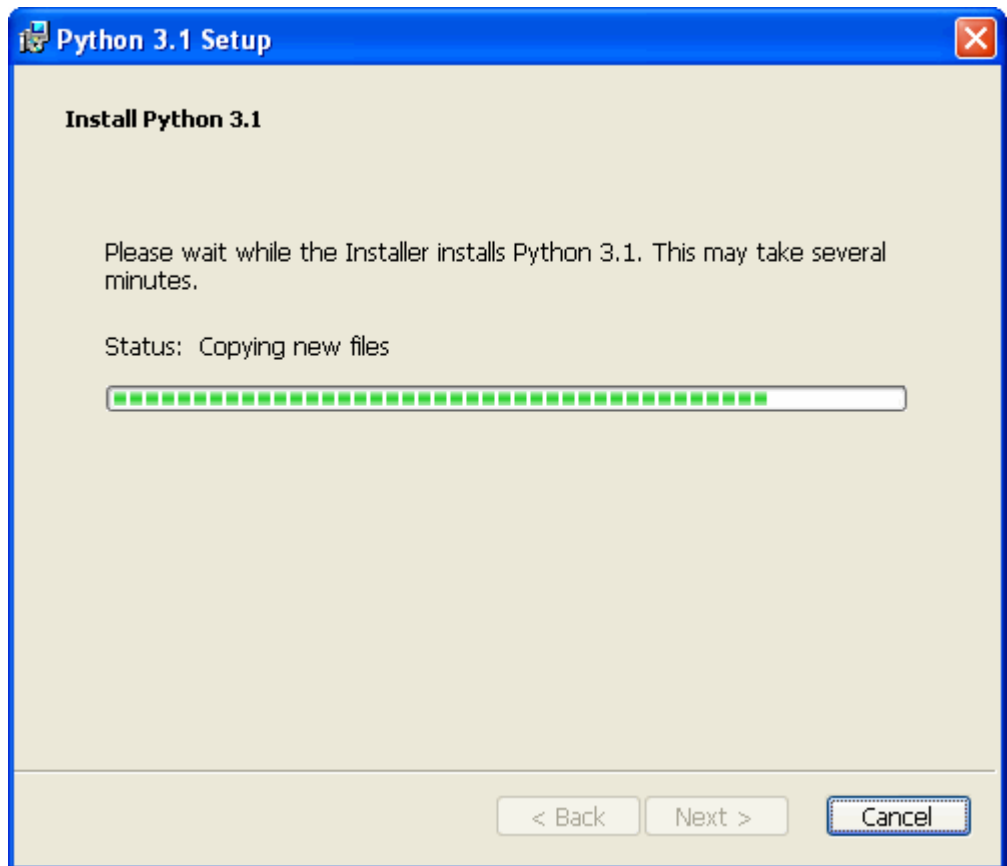 Python 3.1 Setup
Install Python 3.1
Please wait while the Installer installs Python 3.1. This may take several
minutes.
Status: Copying new files
< Back Next > Cancel